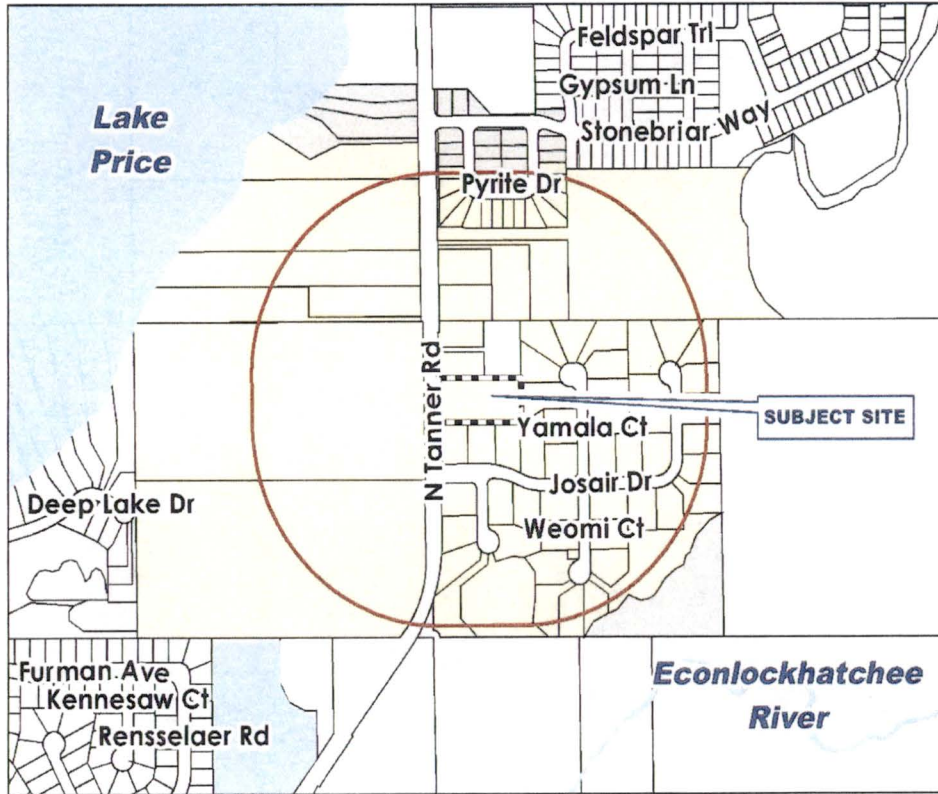 Feldspar Trl
Lake
Price
Gypsum Ln
Stonebriar Way
Pyrite Dr
N Tanner Rd
SUBJECT SITE
Yamala Ct
Josair Dr
Deep Lake Dr
Weomi Ct
Furman Ave
Kennesaw Ct
Rensselaer Rd
Econlockhatchee
River